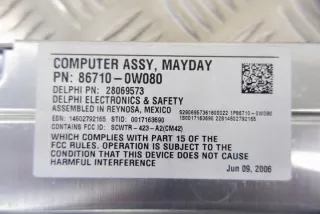 COMPUTER ASSY, MAYDAY
PN: 86710-0W080
DELPHI PN: 28069573
DELPHI ELECTRONICS & SAFETY
ASSEMBLED IN REYNOSA, MEXICO
EIN: 14502792165 STID: 0017163690
CONTAINS FCC ID: SCWTR-423-A2(CM42)
WHICH COMPLIES WITH PART 15 OF THE
FCC RULES. OPERATION IS SUBJECT TO THE
CONDITION THAT THIS DEVICE DOES NOT CAUSE
HARMFUL INTERFERENCE
Jun 09, 2006